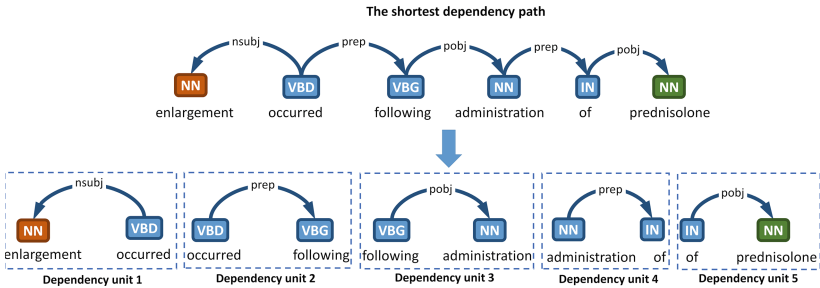 The shortest dependency path
nsubj prep pobj prep pobj
NN VBD VBG NN IN NN
enlargement occurred following administration of prednisolone
nsubj prep pobj prep pobj
NN VBD VBD VBG VBG NN NN IN IN NN
enlargement occurred occurred following following administration administration of of prednisolone
Dependency unit 1 Dependency unit 2 Dependency unit 3 Dependency unit 4 Dependency unit 5